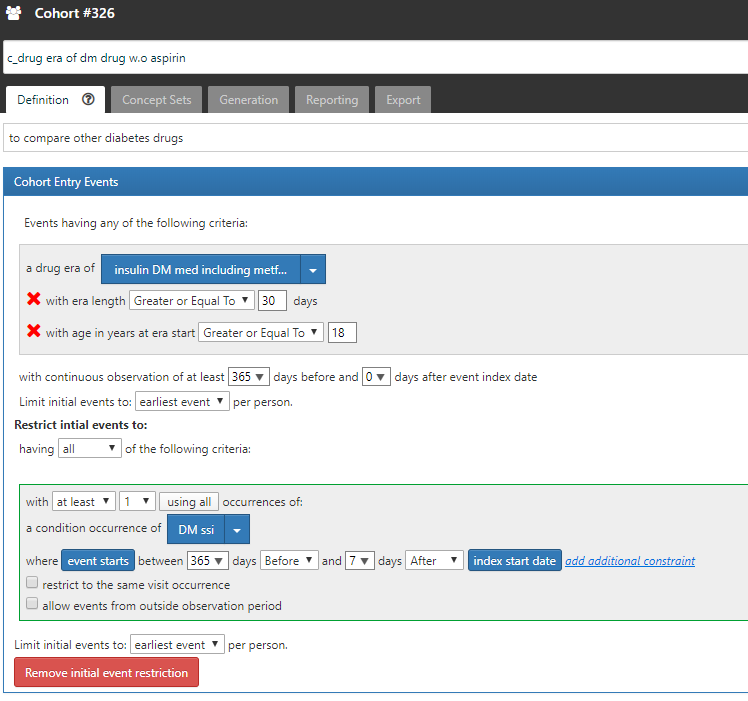 Cohort #326
c_drug era of dm drug w.o aspirin
Definition ? Concept Sets Generation Reporting Export
to compare other diabetes drugs
Cohort Entry Events
Events having any of the following criteria:
a drug era of insulin DM med including metf...
with era length Greater or Equal To 30 days
with age in years at era start Greater or Equal To 18
with continuous observation of at least 365 days before and 0 days after event index date
Limit initial events to: earliest event per person.
Restrict intial events to:
having all of the following criteria:
with at least 1 using all occurrences of:
a condition occurrence of DM ssi
where event starts between 365 days Before and 7 days After index start date add additional constraint
restrict to the same visit occurrence
allow events from outside observation period
Limit initial events to: earliest event per person.
Remove initial event restriction